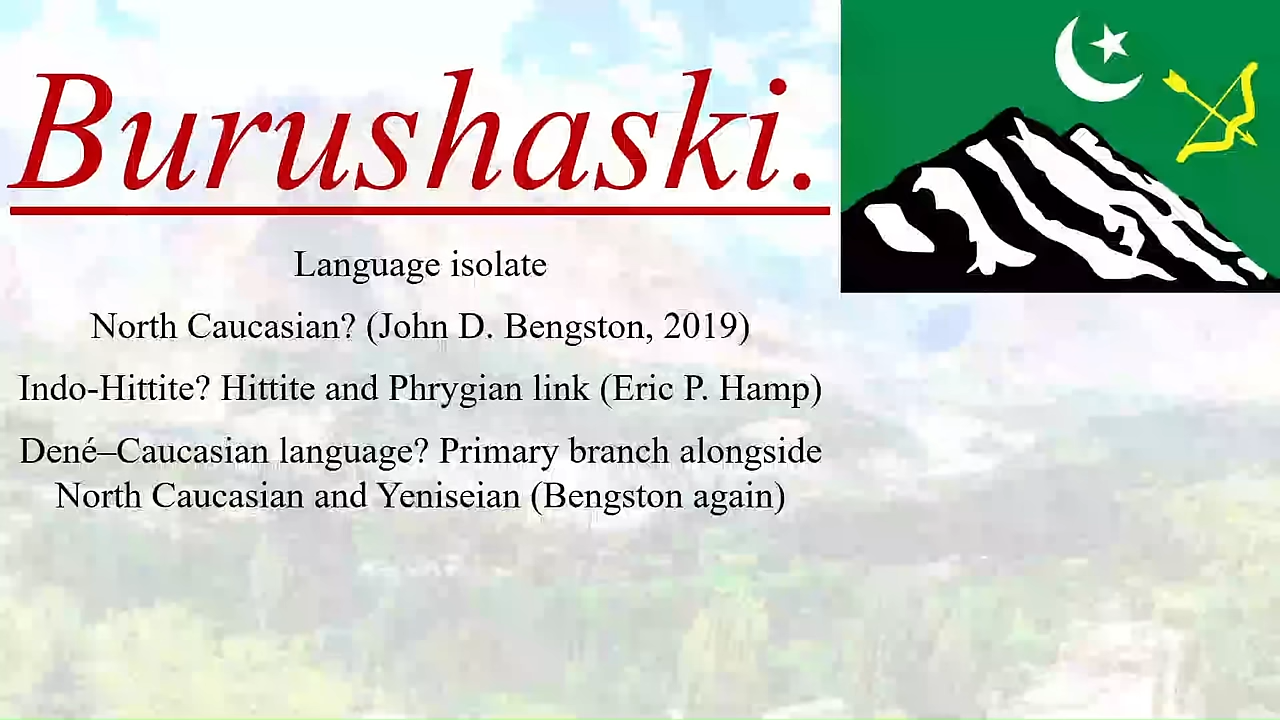 Burushaski.
Language isolate
North Caucasian? (John D. Bengston, 2019)
Indo-Hittite? Hittite and Phrygian link (Eric P. Hamp)
Dené–Caucasian language? Primary branch alongside
North Caucasian and Yeniseian (Bengston again)